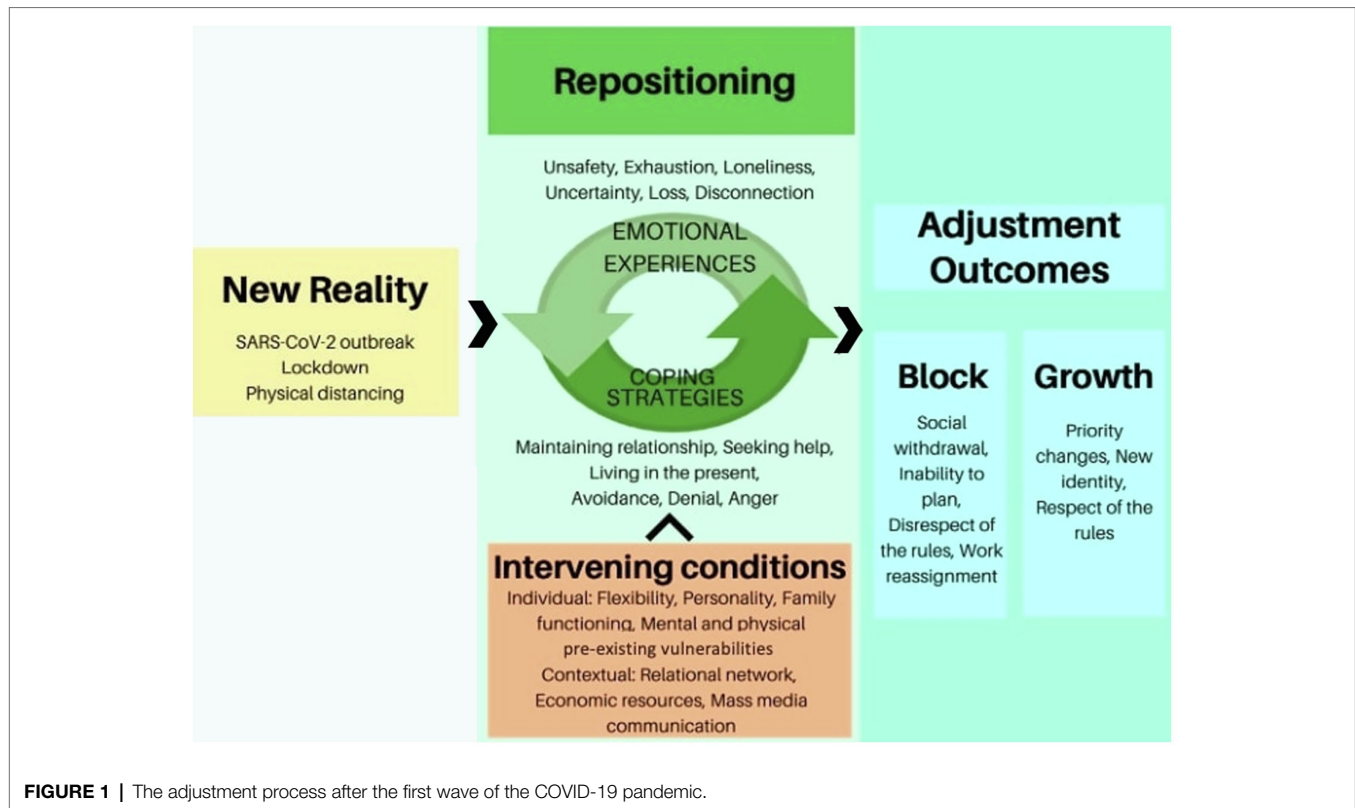 Repositioning
Unsafety, Exhaustion, Loneliness,
Uncertainty, Loss, Disconnection
EMOTIONAL
EXPERIENCES
COPING
STRATEGIES
Maintaining relationship, Seeking help,
Living in the present,
Avoidance, Denial, Anger
New Reality
SARS-CoV-2 outbreak
Lockdown
Physical distancing
Intervening conditions
Individual: Flexibility, Personality, Family
functioning, Mental and physical
pre-existing vulnerabilities
Contextual: Relational network,
Economic resources, Mass media
communication
Adjustment
Outcomes
Block
Social
withdrawal,
Inability to
plan,
Disrespect of
the rules, Work
reassignment
Growth
Priority
changes, New
identity,
Respect of the
rules
FIGURE 1 | The adjustment process after the first wave of the COVID-19 pandemic.